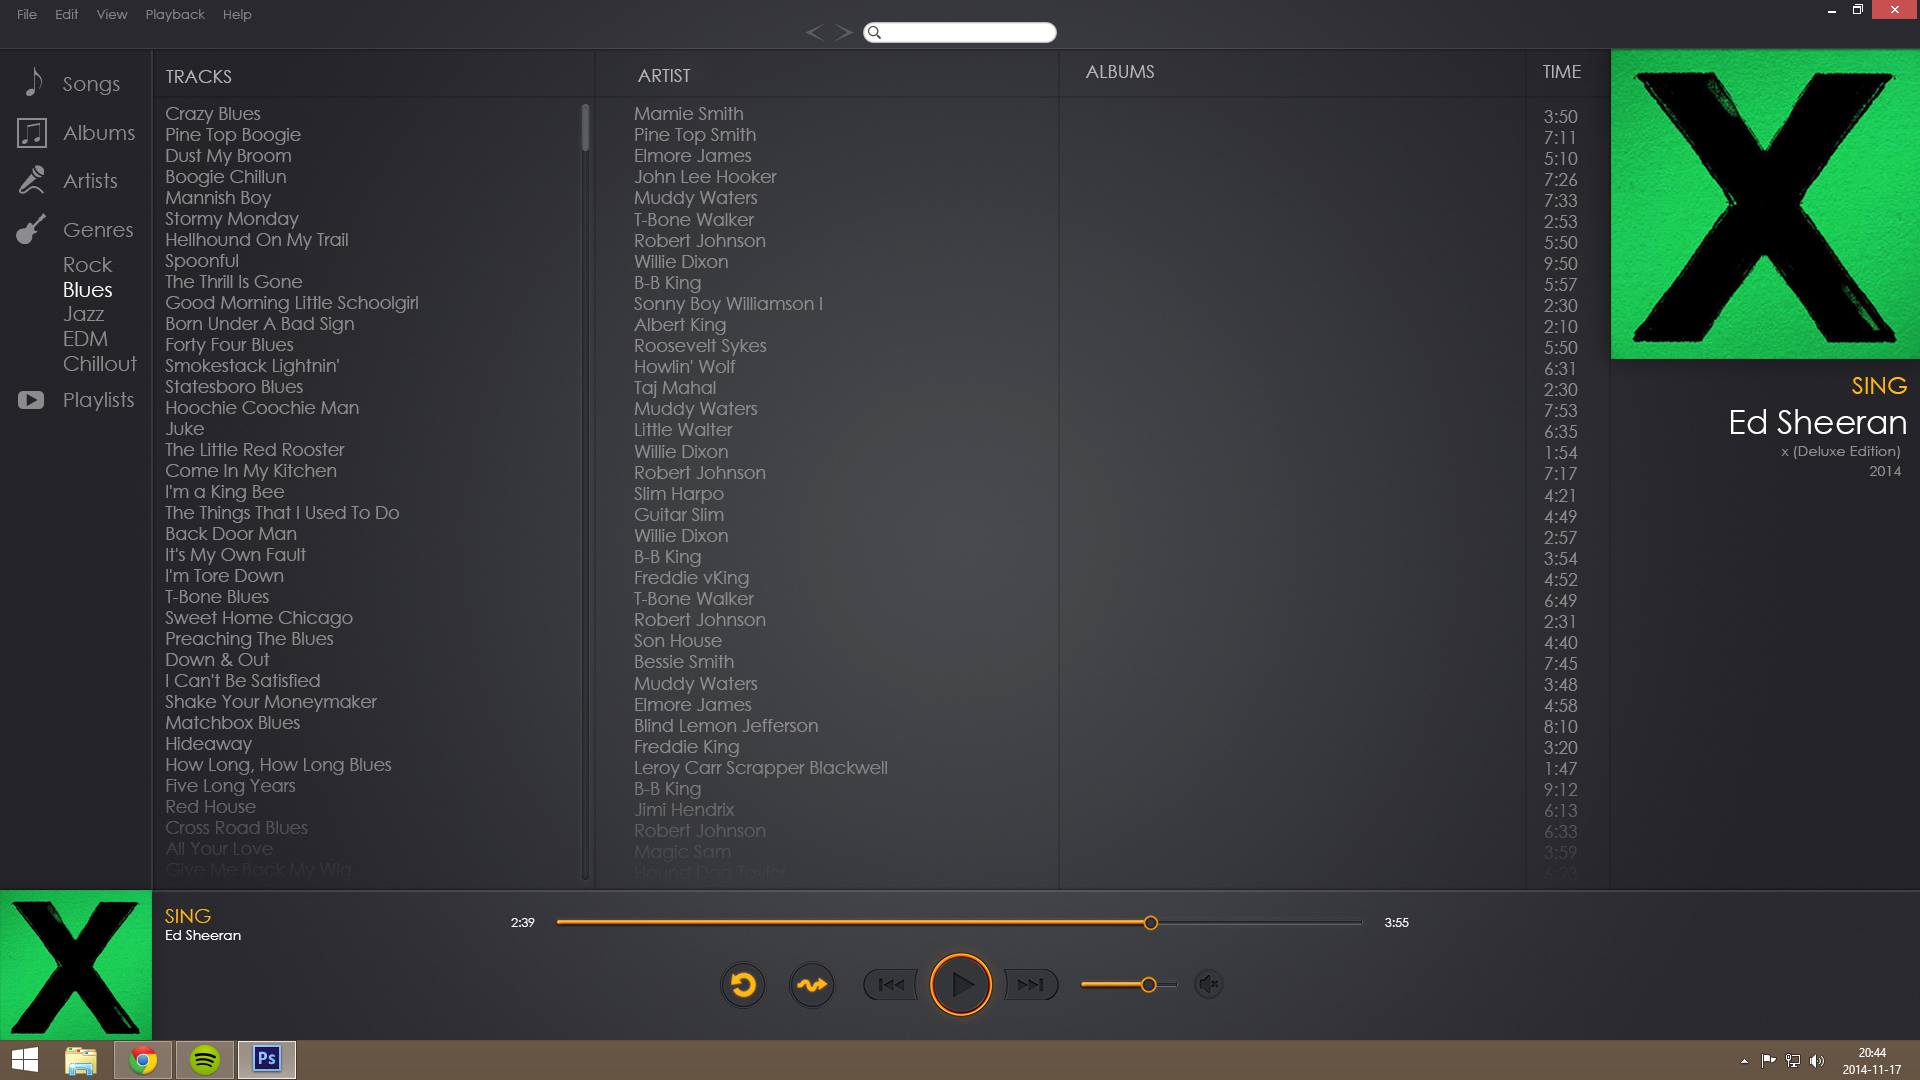 File Edit View Playback Help
TRACKS ARTIST ALBUMS TIME
Songs
Albums
Artists
Genres
Rock
Blues
Jazz
EDM
Chillout
Playlists
Crazy Blues Mamie Smith 3:50
Pine Top Boogie Pine Top Smith 7:11
Dust My Broom Elmore James 5:10
Boogie Chillun John Lee Hooker 7:26
Mannish Boy Muddy Waters 7:33
Stormy Monday T-Bone Walker 2:53
Hellhound On My Trail Robert Johnson 5:50
Spoonful Willie Dixon 9:50
The Thrill Is Gone B-B King 5:57
Good Morning Little Schoolgirl Sonny Boy Williamson I 2:30
Born Under A Bad Sign Albert King 2:10
Forty Four Blues Roosevelt Sykes 5:50
Smokestack Lightnin' Howlin' Wolf 6:31
Statesboro Blues Taj Mahal 2:30
Hoochie Coochie Man Muddy Waters 7:53
Juke Little Walter 6:35
The Little Red Rooster Willie Dixon 1:54
Come In My Kitchen Robert Johnson 7:17
I'm a King Bee Slim Harpo 4:21
The Things That I Used To Do Guitar Slim 4:49
Back Door Man Willie Dixon 2:57
It's My Own Fault B-B King 3:54
I'm Tore Down Freddie vKing 4:52
T-Bone Blues T-Bone Walker 6:49
Sweet Home Chicago Robert Johnson 2:31
Preaching The Blues Son House 4:40
Down & Out Bessie Smith 7:45
I Can't Be Satisfied Muddy Waters 3:48
Shake Your Moneymaker Elmore James 4:58
Matchbox Blues Blind Lemon Jefferson 8:10
Hideaway Freddie King 3:20
How Long, How Long Blues Leroy Carr Scrapper Blackwell 1:47
Five Long Years B-B King 9:12
Red House Jimi Hendrix 6:13
Cross Road Blues Robert Johnson 6:33
All Your Love Magic Sam 3:59
Give Me Back My Wig Hound Dog Taylor 6:23
X
SING
Ed Sheeran
x (Deluxe Edition)
2014
X
SING
Ed Sheeran
2:39 3:55
Ps
20:44
2014-11-17